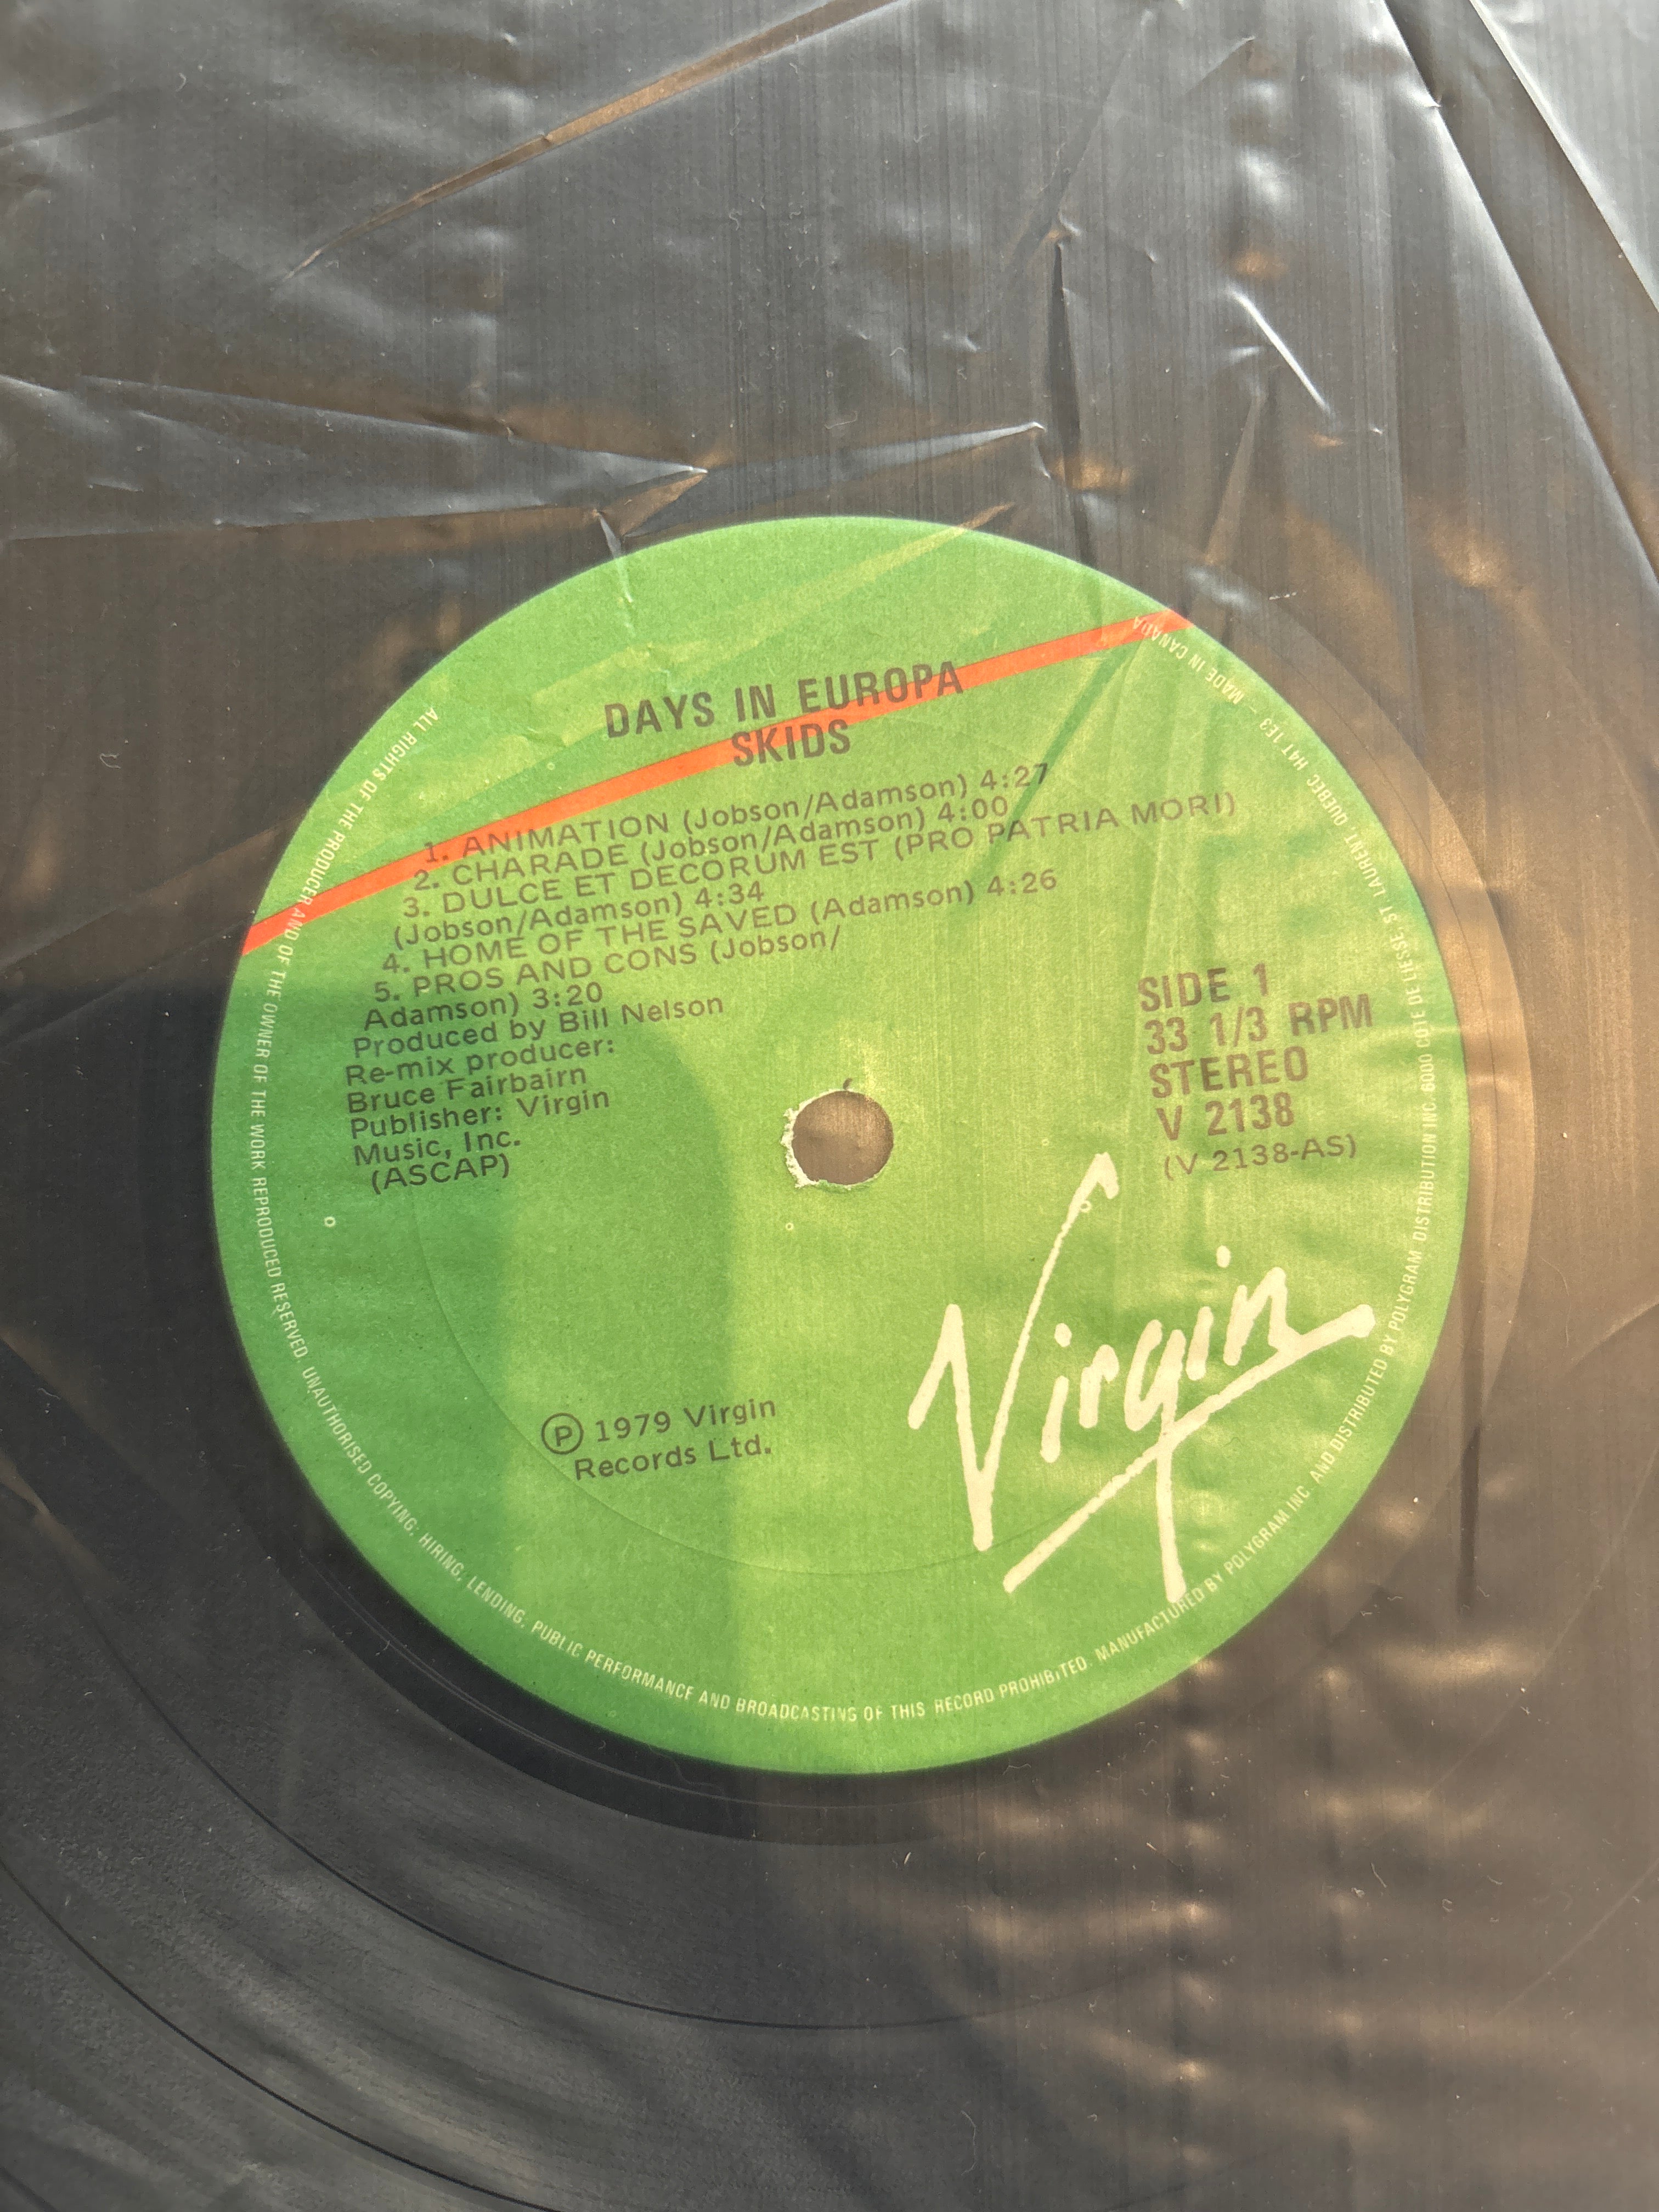 DAYS IN EUROPA
SKIDS
1. ANIMATION (Jobson/Adamson) 4:27
2. CHARADE (Jobson/Adamson) 4:00
3. DULCE ET DECORUM EST (PRO PATRIA MORI)
(Jobson/Adamson) 4:34
4. HOME OF THE SAVED (Adamson) 4:26
5. PROS AND CONS (Jobson/
Adamson) 3:20
Produced by Bill Nelson
Re-mix producer:
Bruce Fairbairn
Publisher: Virgin
Music, Inc.
(ASCAP)
SIDE 1
33 1/3 RPM
STEREO
V 2138
(V 2138-AS)
Virgin
Ⓟ 1979 Virgin
Records Ltd.
ALL RIGHTS OF THE PRODUCER AND OF THE OWNER OF THE WORK REPRODUCED RESERVED. UNAUTHORISED COPYING; HIRING, LENDING, PUBLIC PERFORMANCE AND BROADCASTING OF THIS RECORD PROHIBITED. MANUFACTURED BY POLYGRAM INC. AND DISTRIBUTED BY POLYGRAM DISTRIBUTION INC. 6000 COTE DE LIESSE, ST. LAURENT, QUEBEC H4T 1E3 – MADE IN CANADA